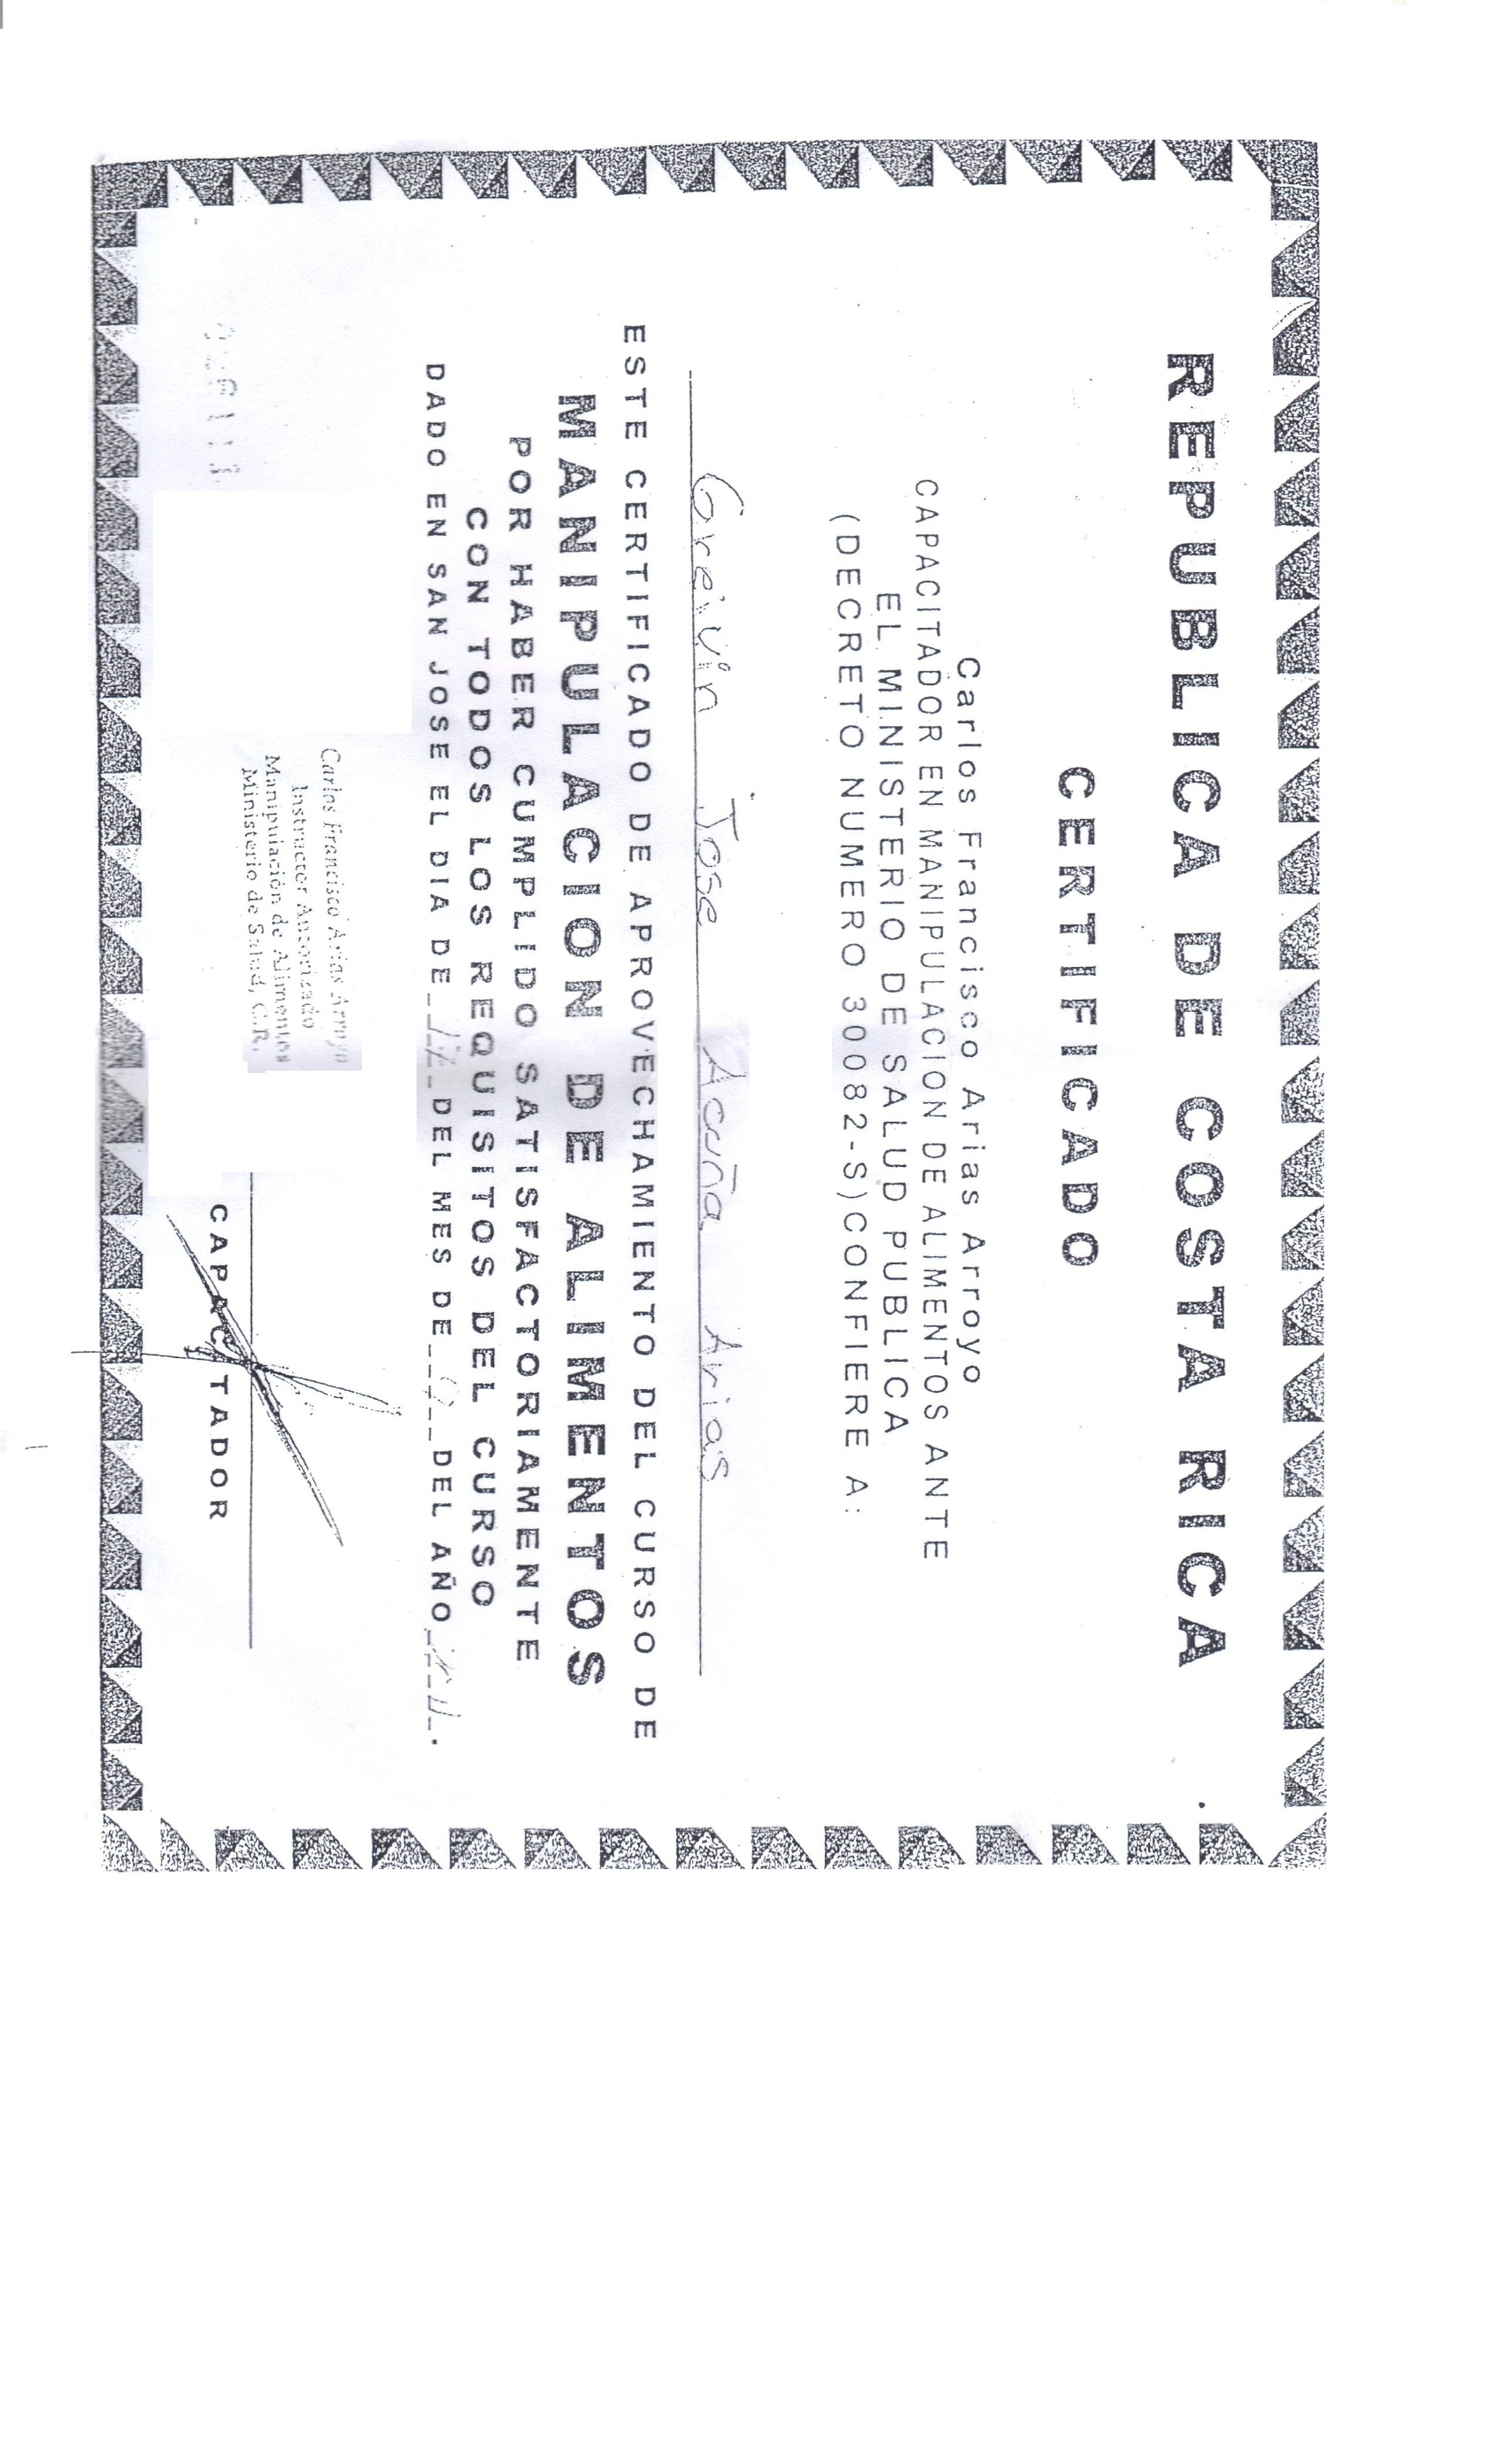 REPUBLICA DE COSTA RICA
CERTIFICADO
Carlos Francisco Arias Arroyo
CAPACITADOR EN MANIPULACION DE ALIMENTOS ANTE
EL MINISTERIO DE SALUD PUBLICA
(DECRETO NUMERO 30082-S)CONFIERE A:
Greivin Jose Acuña Arias
ESTE CERTIFICADO DE APROVECHAMIENTO DEL CURSO DE
MANIPULACION DE ALIMENTOS
POR HABER CUMPLIDO SATISFACTORIAMENTE
CON TODOS LOS REQUISITOS DEL CURSO
DADO EN SAN JOSE EL DIA DE 17 DEL MES DE DEL AÑO
Carlos Francisco Arias Arroyo
Instructor Autorizado
Manipulación de Alimentos
Ministerio de Salud, C.R.
CAPACITADOR